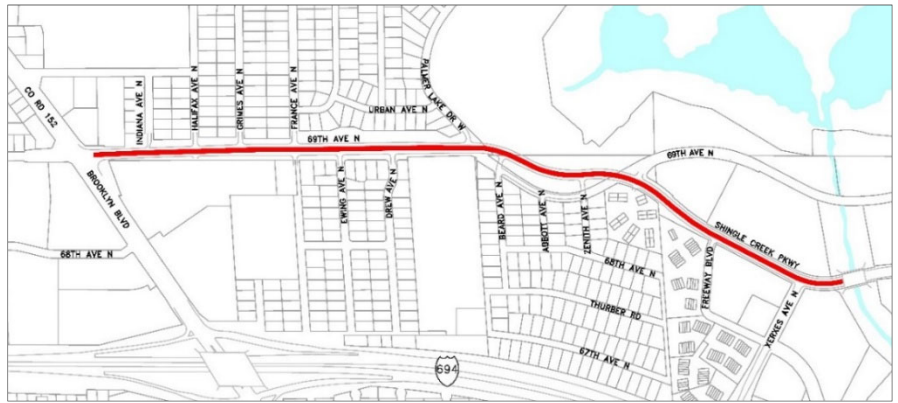 CO RD 152
INDIANA AVE N
HALIFAX AVE N
GRIMES AVE N
FRANCE AVE N
URBAN AVE N
PALMER LAKE DR W
69TH AVE N
69TH AVE N
BROOKLYN BLVD
68TH AVE N
EWING AVE N
DREW AVE N
BEARD AVE N
ABBOTT AVE N
ZENITH AVE N
SHINGLE CREEK PKWY
FREEWAY BLVD
68TH AVE N
THURBER RD
67TH AVE N
XERXES AVE N
694